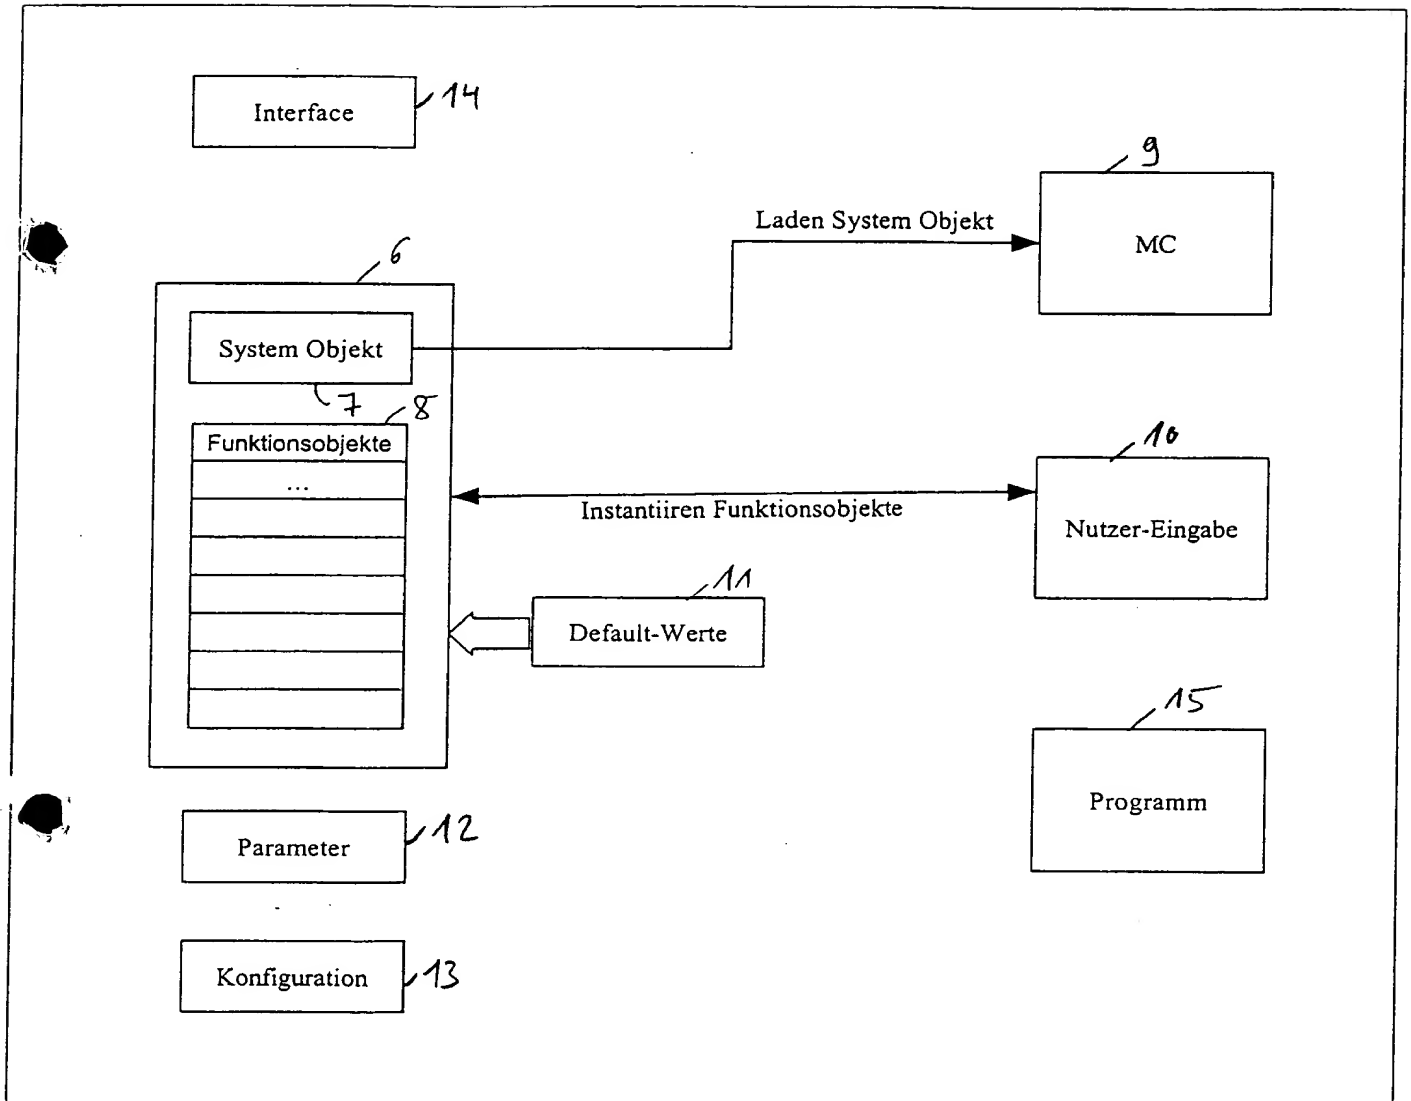 Interface
14
9
Laden System Objekt
MC
6
System Objekt
7
8
Funktionsobjekte
...
10
Instantiiren Funktionsobjekte
Nutzer-Eingabe
11
Default-Werte
15
Programm
Parameter
12
Konfiguration
13